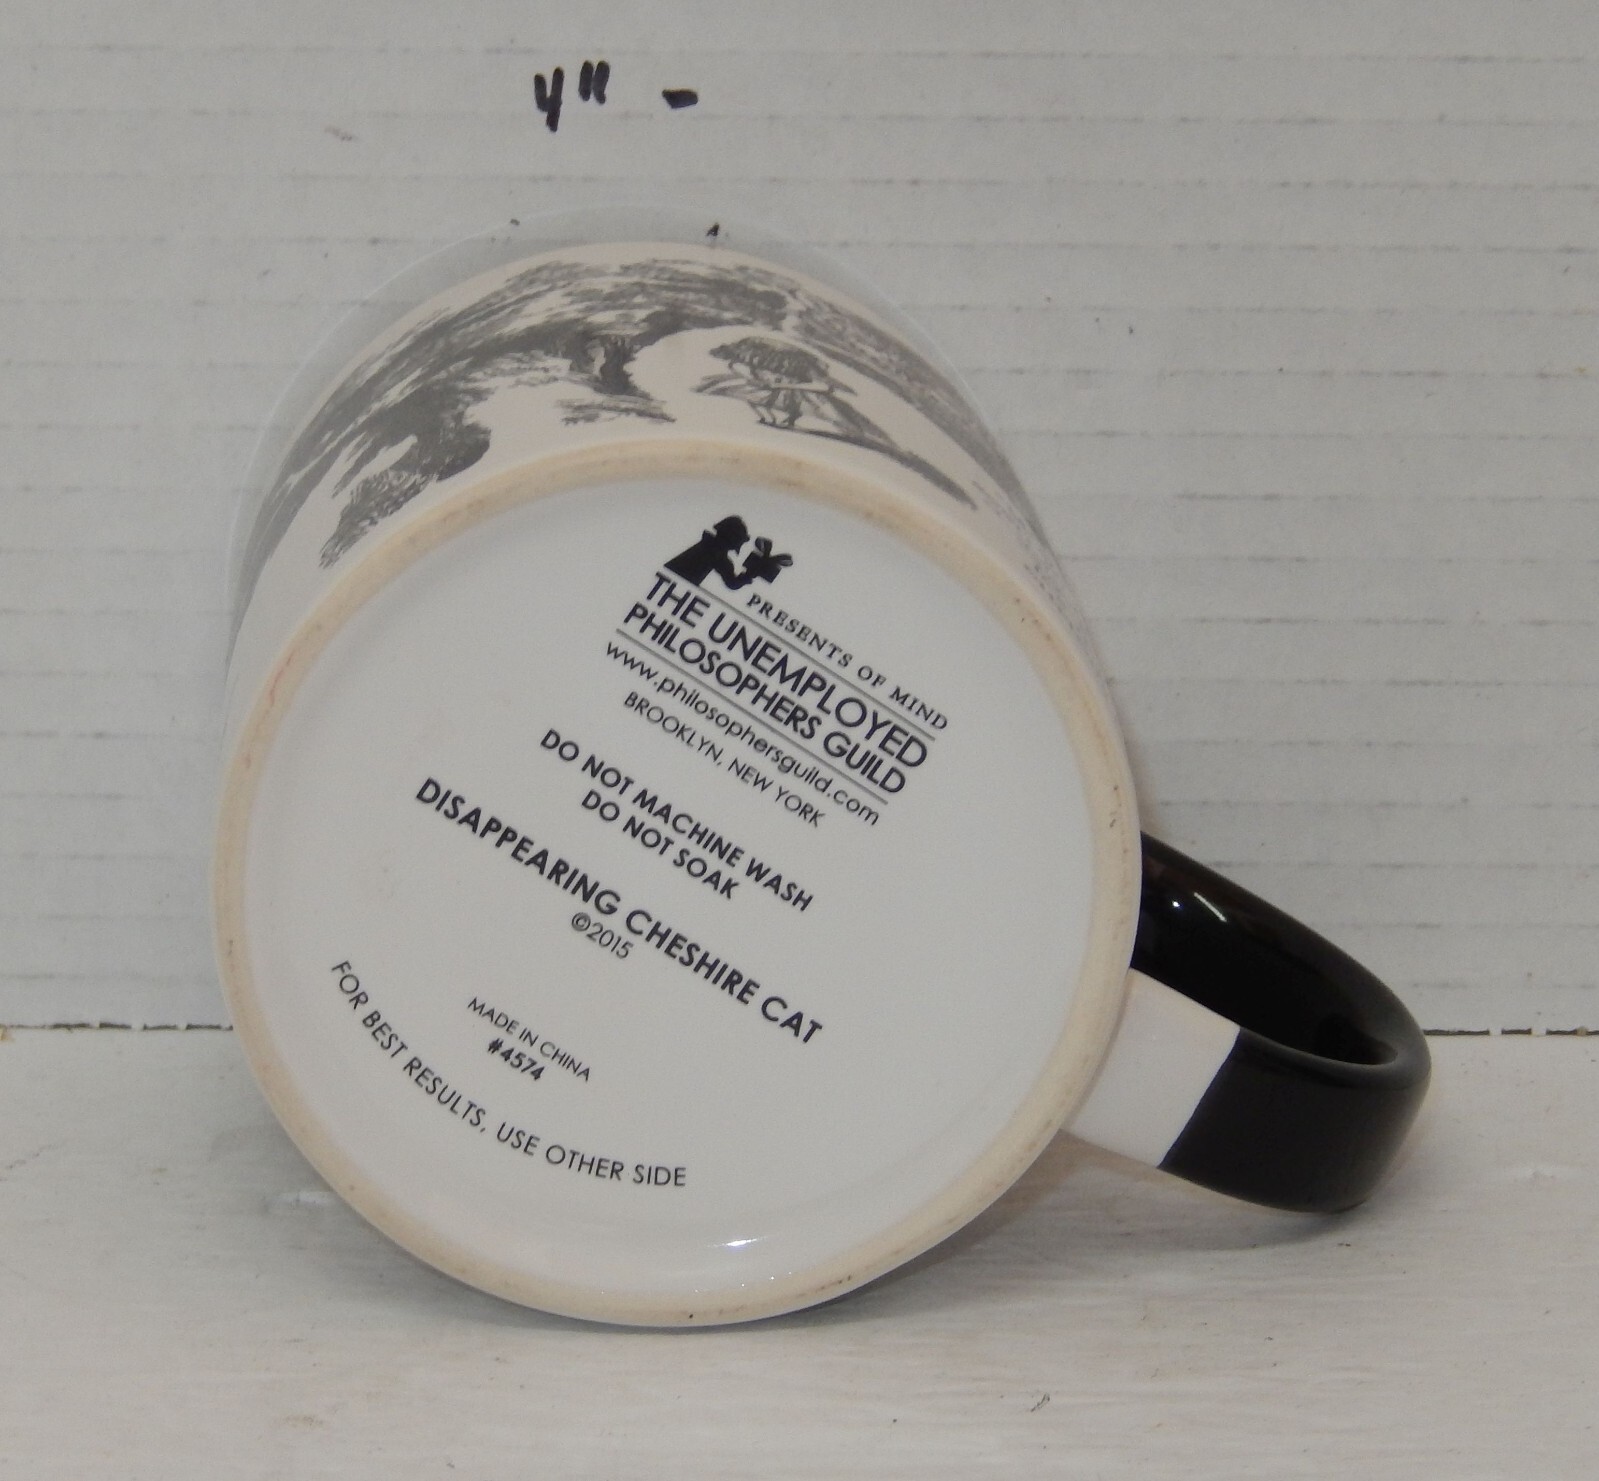 4" -
PRESENTS OF MIND
THE UNEMPLOYED
PHILOSOPHERS GUILD
www.philosophersguild.com
BROOKLYN, NEW YORK
DO NOT MACHINE WASH
DO NOT SOAK
DISAPPEARING CHESHIRE CAT
©2015
MADE IN CHINA
#4574
FOR BEST RESULTS, USE OTHER SIDE